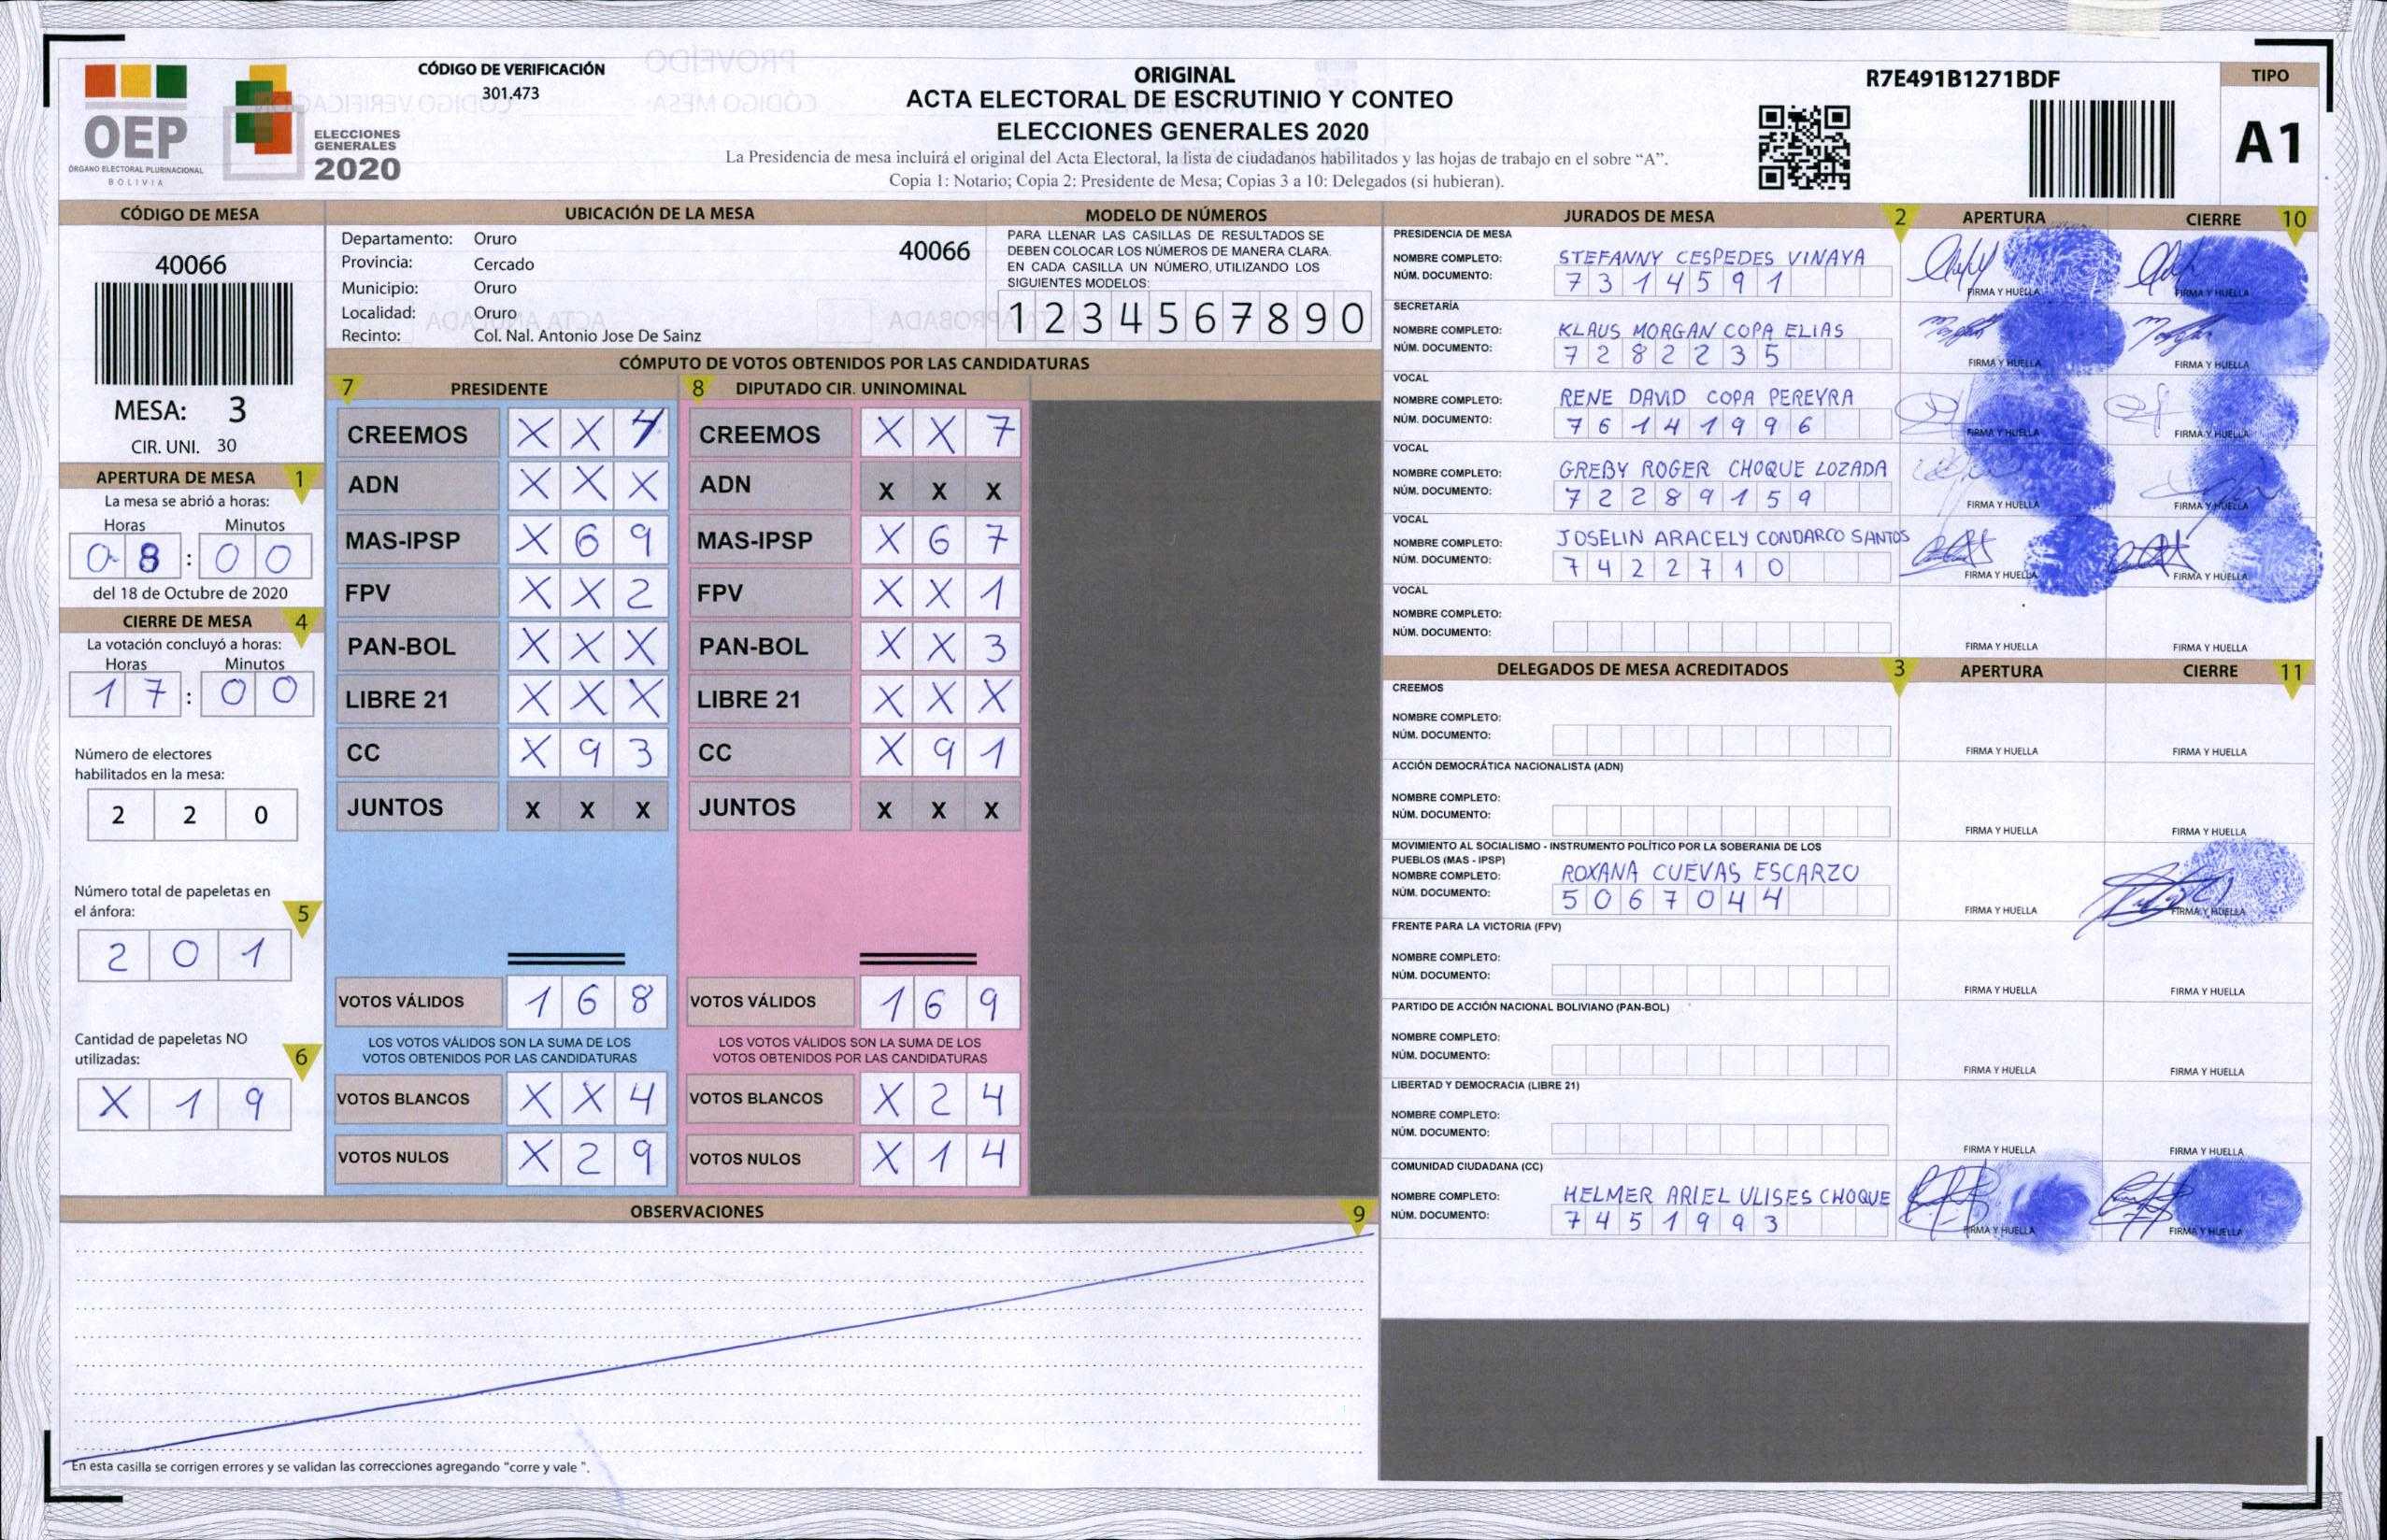 CÓDIGO DE VERIFICACIÓN
301,473
OEP
ÓRGANO ELECTORAL PLURINACIONAL
BOLIVIA
ELECCIONES
GENERALES
2020
ORIGINAL
ACTA ELECTORAL DE ESCRUTINIO Y CONTEO
ELECCIONES GENERALES 2020
La Presidencia de mesa incluirá el original del Acta Electoral, la lista de ciudadanos habilitados y las hojas de trabajo en el sobre “A”.
Copia 1: Notario; Copia 2: Presidente de Mesa; Copias 3 a 10: Delegados (si hubieran).
R7E491B1271BDF
TIPO
A1
CÓDIGO DE MESA
40066
MESA: 3
CIR. UNI. 30
APERTURA DE MESA 1
La mesa se abrió a horas:
Horas Minutos
08 : 00
del 18 de Octubre de 2020
CIERRE DE MESA 4
La votación concluyó a horas:
Horas Minutos
17 : 00
Número de electores
habilitados en la mesa:
2 2 0
Número total de papeletas en
el ánfora: 5
2 0 1
Cantidad de papeletas NO
utilizadas: 6
X 1 9
UBICACIÓN DE LA MESA
Departamento: Oruro 40066
Provincia: Cercado
Municipio: Oruro
Localidad: Oruro
Recinto: Col. Nal. Antonio Jose De Sainz
MODELO DE NÚMEROS
PARA LLENAR LAS CASILLAS DE RESULTADOS SE
DEBEN COLOCAR LOS NÚMEROS DE MANERA CLARA.
EN CADA CASILLA UN NÚMERO, UTILIZANDO LOS
SIGUIENTES MODELOS:
1 2 3 4 5 6 7 8 9 0
CÓMPUTO DE VOTOS OBTENIDOS POR LAS CANDIDATURAS
7 PRESIDENTE
CREEMOS X X 4
ADN X X X
MAS-IPSP X 6 9
FPV X X 2
PAN-BOL X X X
LIBRE 21 X X X
CC X 9 3
JUNTOS X X X
VOTOS VÁLIDOS 1 6 8
LOS VOTOS VÁLIDOS SON LA SUMA DE LOS
VOTOS OBTENIDOS POR LAS CANDIDATURAS
VOTOS BLANCOS X X 4
VOTOS NULOS X 2 9
8 DIPUTADO CIR. UNINOMINAL
CREEMOS X X 7
ADN X X X
MAS-IPSP X 6 7
FPV X X 1
PAN-BOL X X 3
LIBRE 21 X X X
CC X 9 1
JUNTOS X X X
VOTOS VÁLIDOS 1 6 9
LOS VOTOS VÁLIDOS SON LA SUMA DE LOS
VOTOS OBTENIDOS POR LAS CANDIDATURAS
VOTOS BLANCOS X 2 4
VOTOS NULOS X 1 4
OBSERVACIONES 9
En esta casilla se corrigen errores y se validan las correcciones agregando "corre y vale ".
JURADOS DE MESA 2 APERTURA CIERRE 10
PRESIDENCIA DE MESA
NOMBRE COMPLETO: STEFANNY CESPEDES VINAYA
NÚM. DOCUMENTO: 7314591
FIRMA Y HUELLA FIRMA Y HUELLA
SECRETARÍA
NOMBRE COMPLETO: KLAUS MORGAN COPA ELIAS
NÚM. DOCUMENTO: 7282235
FIRMA Y HUELLA FIRMA Y HUELLA
VOCAL
NOMBRE COMPLETO: RENE DAVID COPA PEREYRA
NÚM. DOCUMENTO: 76141996
FIRMA Y HUELLA FIRMA Y HUELLA
VOCAL
NOMBRE COMPLETO: GREBY ROGER CHOQUE LOZADA
NÚM. DOCUMENTO: 72289159
FIRMA Y HUELLA FIRMA Y HUELLA
VOCAL
NOMBRE COMPLETO: JOSELIN ARACELY CONDARCO SANTOS
NÚM. DOCUMENTO: 7422710
FIRMA Y HUELLA FIRMA Y HUELLA
VOCAL
NOMBRE COMPLETO:
NÚM. DOCUMENTO:
FIRMA Y HUELLA FIRMA Y HUELLA
DELEGADOS DE MESA ACREDITADOS 3 APERTURA CIERRE 11
CREEMOS
NOMBRE COMPLETO:
NÚM. DOCUMENTO:
FIRMA Y HUELLA FIRMA Y HUELLA
ACCIÓN DEMOCRÁTICA NACIONALISTA (ADN)
NOMBRE COMPLETO:
NÚM. DOCUMENTO:
FIRMA Y HUELLA FIRMA Y HUELLA
MOVIMIENTO AL SOCIALISMO - INSTRUMENTO POLÍTICO POR LA SOBERANIA DE LOS
PUEBLOS (MAS - IPSP)
NOMBRE COMPLETO: ROXANA CUEVAS ESCARZO
NÚM. DOCUMENTO: 5067044
FIRMA Y HUELLA FIRMA Y HUELLA
FRENTE PARA LA VICTORIA (FPV)
NOMBRE COMPLETO:
NÚM. DOCUMENTO:
FIRMA Y HUELLA FIRMA Y HUELLA
PARTIDO DE ACCIÓN NACIONAL BOLIVIANO (PAN-BOL)
NOMBRE COMPLETO:
NÚM. DOCUMENTO:
FIRMA Y HUELLA FIRMA Y HUELLA
LIBERTAD Y DEMOCRACIA (LIBRE 21)
NOMBRE COMPLETO:
NÚM. DOCUMENTO:
FIRMA Y HUELLA FIRMA Y HUELLA
COMUNIDAD CIUDADANA (CC)
NOMBRE COMPLETO: HELMER ARIEL ULISES CHOQUE
NÚM. DOCUMENTO: 7451993
FIRMA Y HUELLA FIRMA Y HUELLA